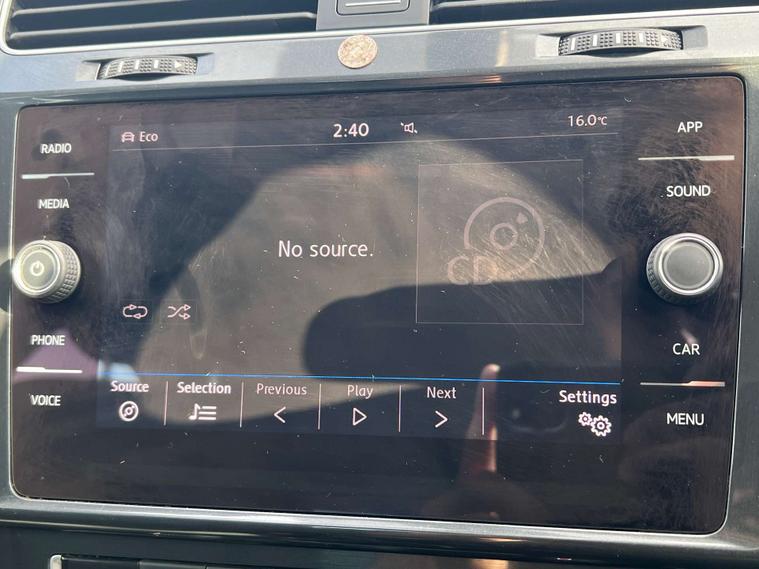 Eco 2:40 16.0°C
RADIO
MEDIA
PHONE
VOICE
No source.
CD
Source Selection Previous Play Next Settings
APP
SOUND
CAR
MENU